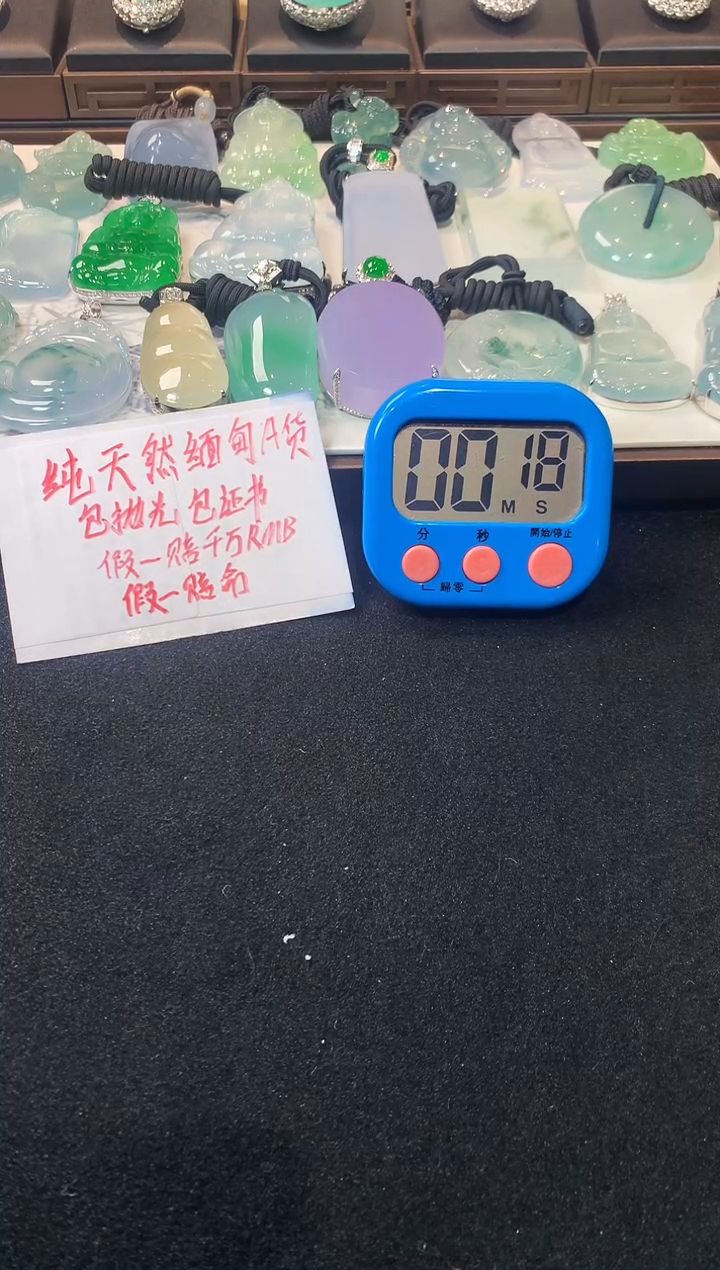 纯天然缅甸A货
包抛光 包证书
假一赔千万RMB
假一赔命
00 M 18 S
分 秒 開始/停止
歸零